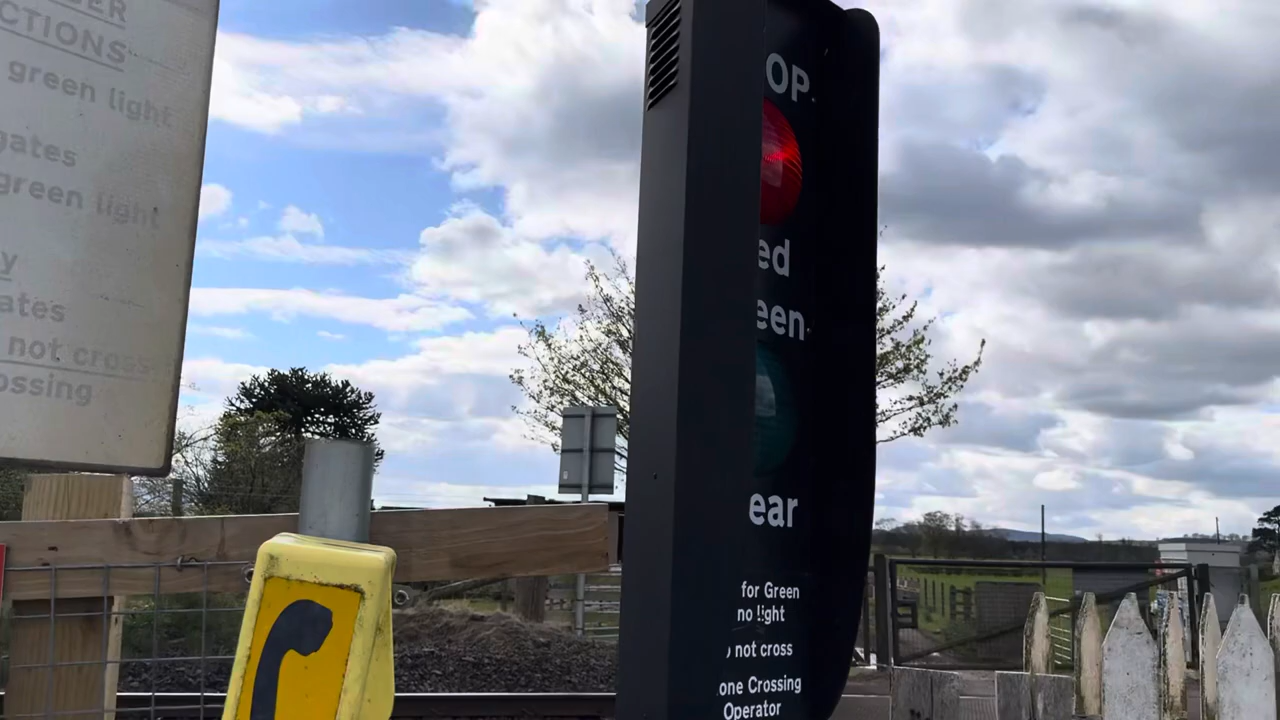 CTIONS
green light
gates
green light
y
ates
not cross
ossing
OP
ed
een
ear
for Green
no light
not cross
one Crossing
Operator